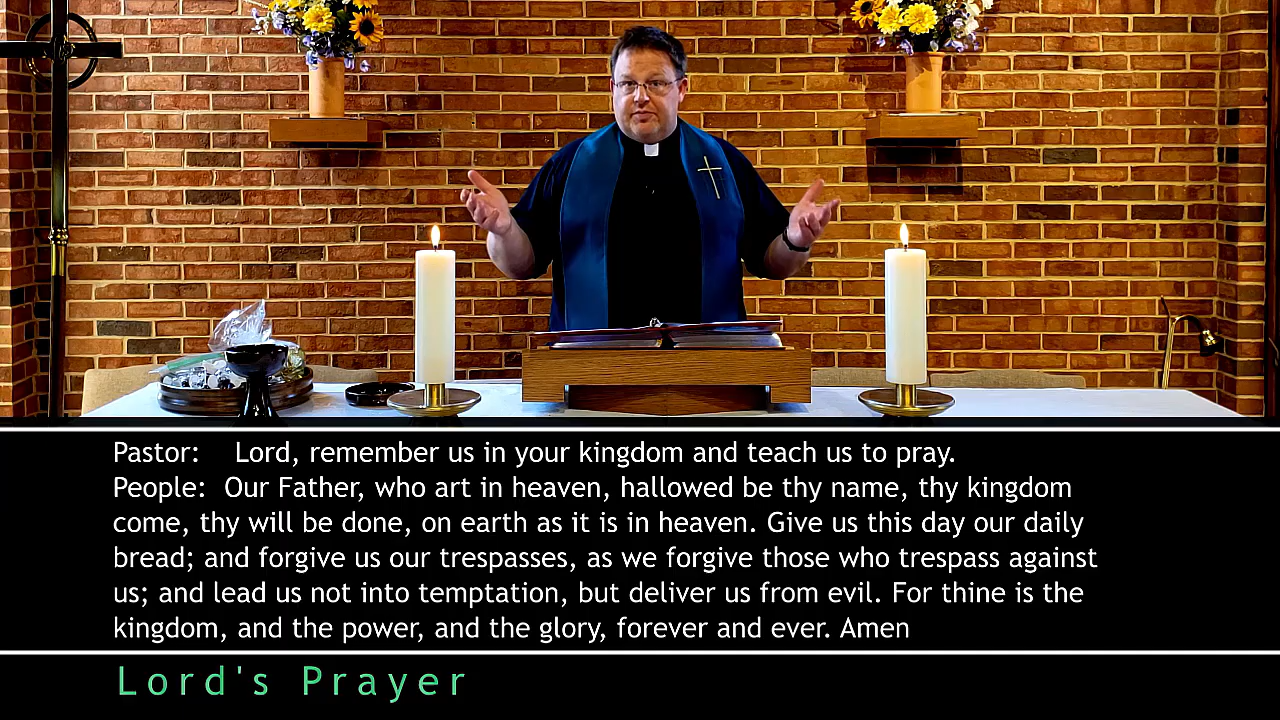 Pastor: Lord, remember us in your kingdom and teach us to pray.
People: Our Father, who art in heaven, hallowed be thy name, thy kingdom
come, thy will be done, on earth as it is in heaven. Give us this day our daily
bread; and forgive us our trespasses, as we forgive those who trespass against
us; and lead us not into temptation, but deliver us from evil. For thine is the
kingdom, and the power, and the glory, forever and ever. Amen
Lord's Prayer